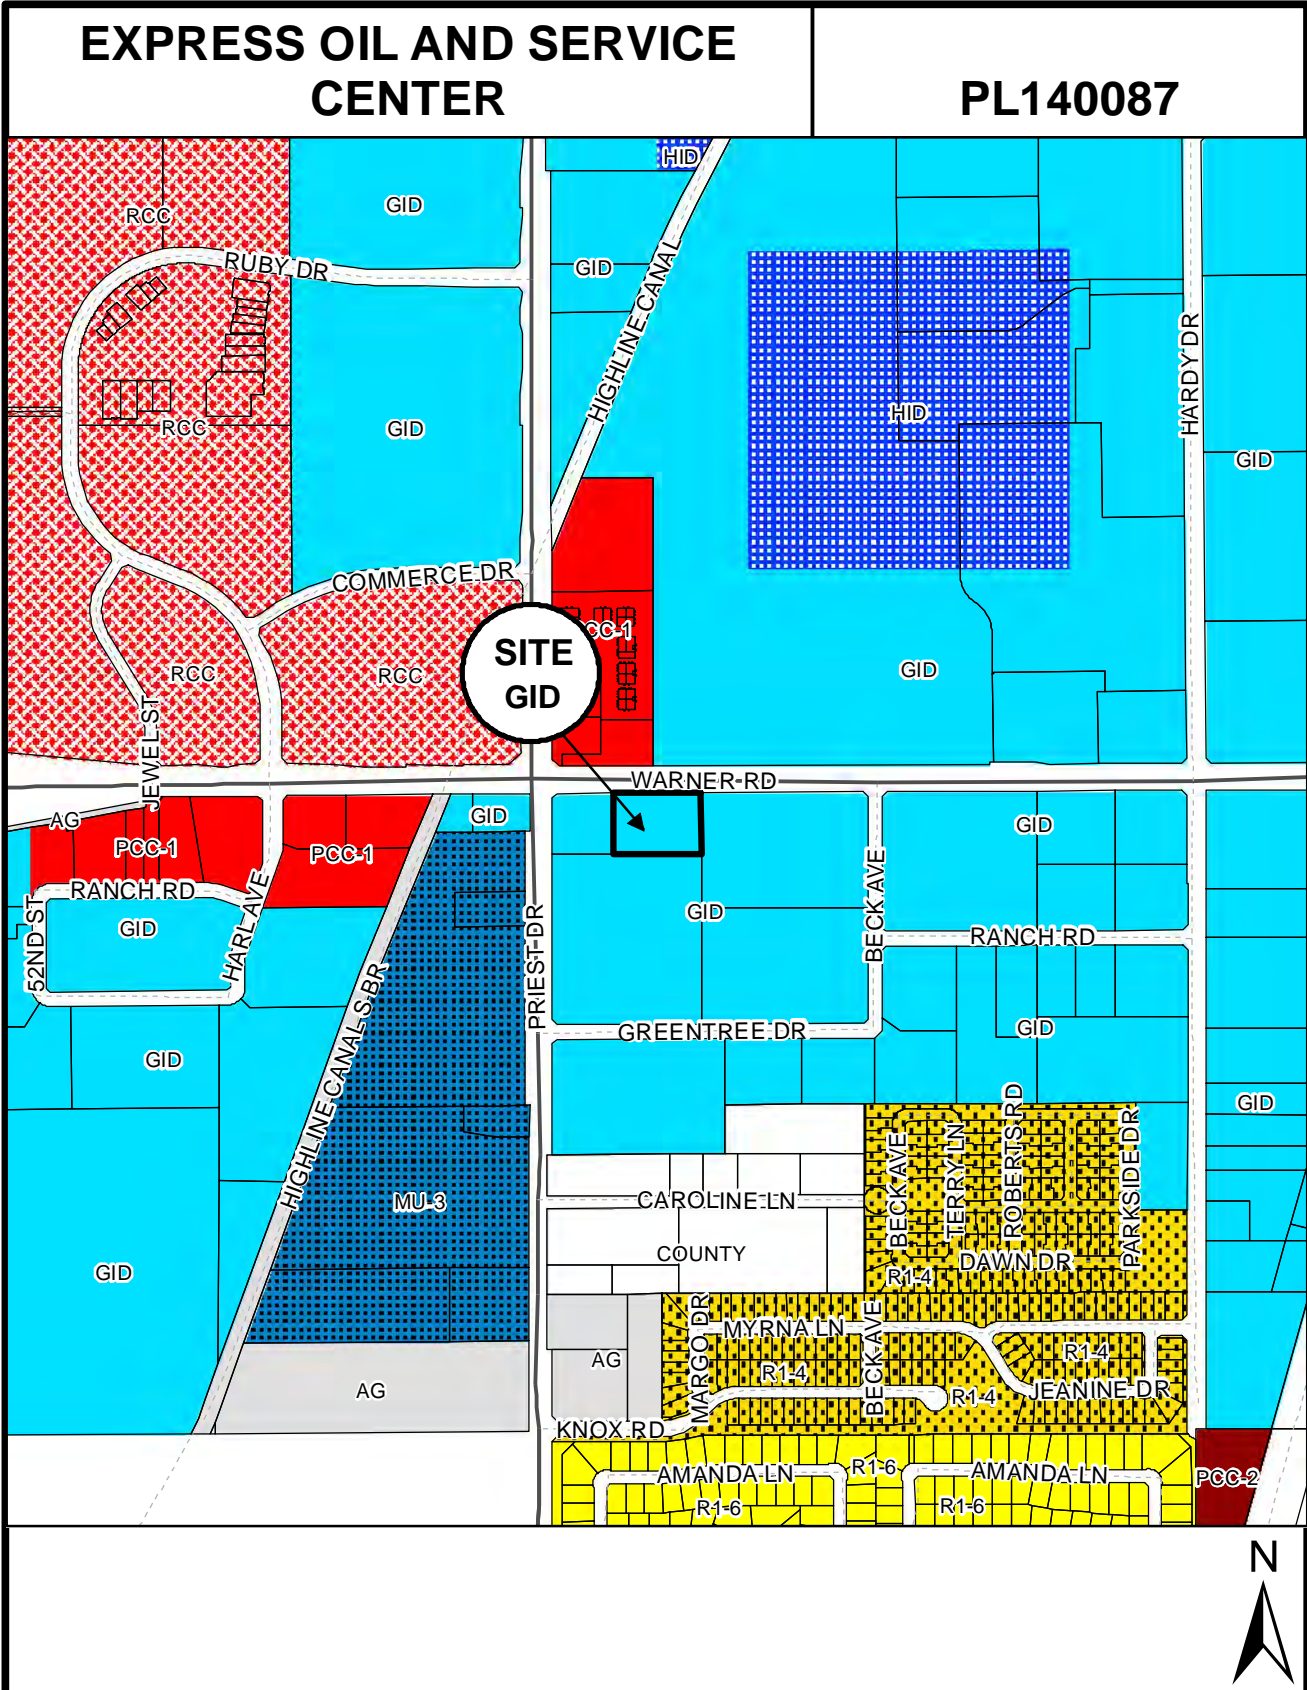 EXPRESS OIL AND SERVICE
CENTER
PL140087
HID
GID
RCC
RUBY DR
GID
HIGHLINE CANAL
HARDY DR
HID
RCC
GID
GID
COMMERCE DR
CC-1
SITE
GID
RCC
RCC
GID
JEWEL ST
WARNER RD
AG
GID
GID
PCC-1
PCC-1
RANCH RD
HARL AVE
52ND ST
GID
PRIEST DR
GID
BECK AVE
RANCH RD
HIGHLINE CANAL S-BR
GREENTREE DR
GID
GID
GID
BECK AVE
TERRY LN
ROBERTS RD
PARKSIDE DR
MU-3
CAROLINE LN
COUNTY
DAWN DR
GID
R1-4
MARGO DR
MYRNA LN
BECK AVE
AG
R1-4
R1-4
AG
R1-4
JEANINE DR
KNOX RD
AMANDA LN
R1-6
AMANDA LN
PCC-2
R1-6
R1-6
N